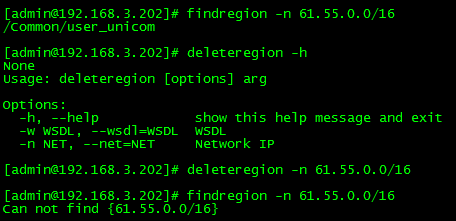 [admin@192.168.3.202]# findregion -n 61.55.0.0/16
/Common/user_unicom
[admin@192.168.3.202]# deleteregion -h
None
Usage: deleteregion [options] arg
Options:
-h, --help show this help message and exit
-w WSDL, --wsdl=WSDL WSDL
-n NET, --net=NET Network IP
[admin@192.168.3.202]# deleteregion -n 61.55.0.0/16
[admin@192.168.3.202]# findregion -n 61.55.0.0/16
Can not find {61.55.0.0/16}